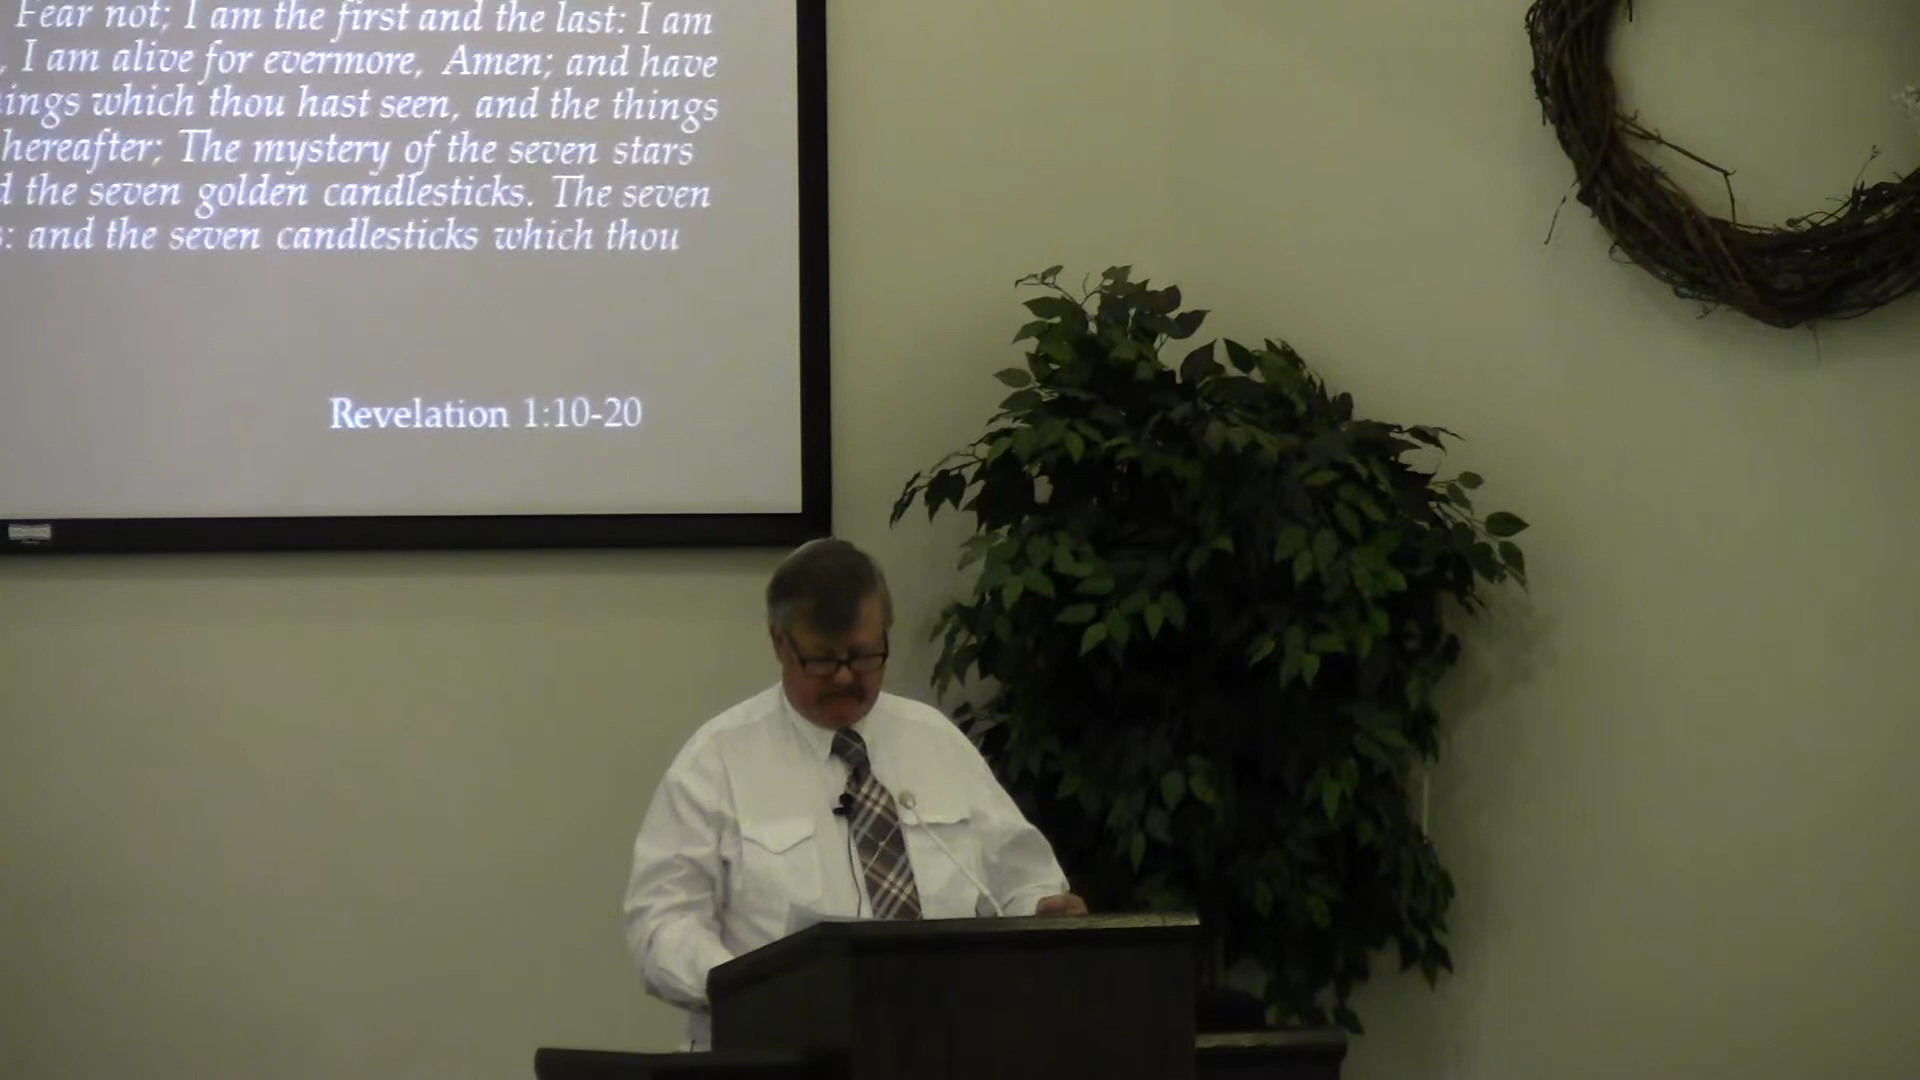 Fear not; I am the first and the last: I am
, I am alive for evermore, Amen; and have
ings which thou hast seen, and the things
hereafter; The mystery of the seven stars
d the seven golden candlesticks. The seven
s: and the seven candlesticks which thou
Revelation 1:10-20